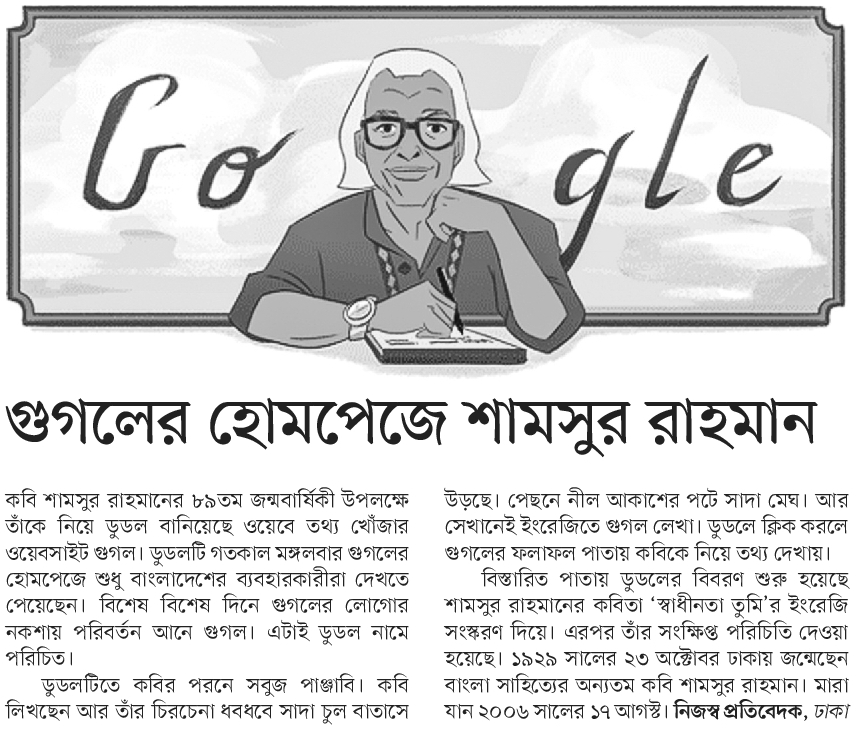 Google
গুগলের হোমপেজে শামসুর রাহমান
কবি শামসুর রাহমানের ৮৯তম জন্মবার্ষিকী উপলক্ষে
তাঁকে নিয়ে ডুডল বানিয়েছে ওয়েবে তথ্য খোঁজার
ওয়েবসাইট গুগল। ডুডলটি গতকাল মঙ্গলবার গুগলের
হোমপেজে শুধু বাংলাদেশের ব্যবহারকারীরা দেখতে
পেয়েছেন। বিশেষ বিশেষ দিনে গুগলের লোগোর
নকশায় পরিবর্তন আনে গুগল। এটাই ডুডল নামে
পরিচিত।
ডুডলটিতে কবির পরনে সবুজ পাঞ্জাবি। কবি
লিখছেন আর তাঁর চিরচেনা ধবধবে সাদা চুল বাতাসে
উড়ছে। পেছনে নীল আকাশের পটে সাদা মেঘ। আর
সেখানেই ইংরেজিতে গুগল লেখা। ডুডলে ক্লিক করলে
গুগলের ফলাফল পাতায় কবিকে নিয়ে তথ্য দেখায়।
বিস্তারিত পাতায় ডুডলের বিবরণ শুরু হয়েছে
শামসুর রাহমানের কবিতা ‘স্বাধীনতা তুমি’র ইংরেজি
সংস্করণ দিয়ে। এরপর তাঁর সংক্ষিপ্ত পরিচিতি দেওয়া
হয়েছে। ১৯২৯ সালের ২৩ অক্টোবর ঢাকায় জন্মেছেন
বাংলা সাহিত্যের অন্যতম কবি শামসুর রাহমান। মারা
যান ২০০৬ সালের ১৭ আগস্ট। নিজস্ব প্রতিবেদক, ঢাকা